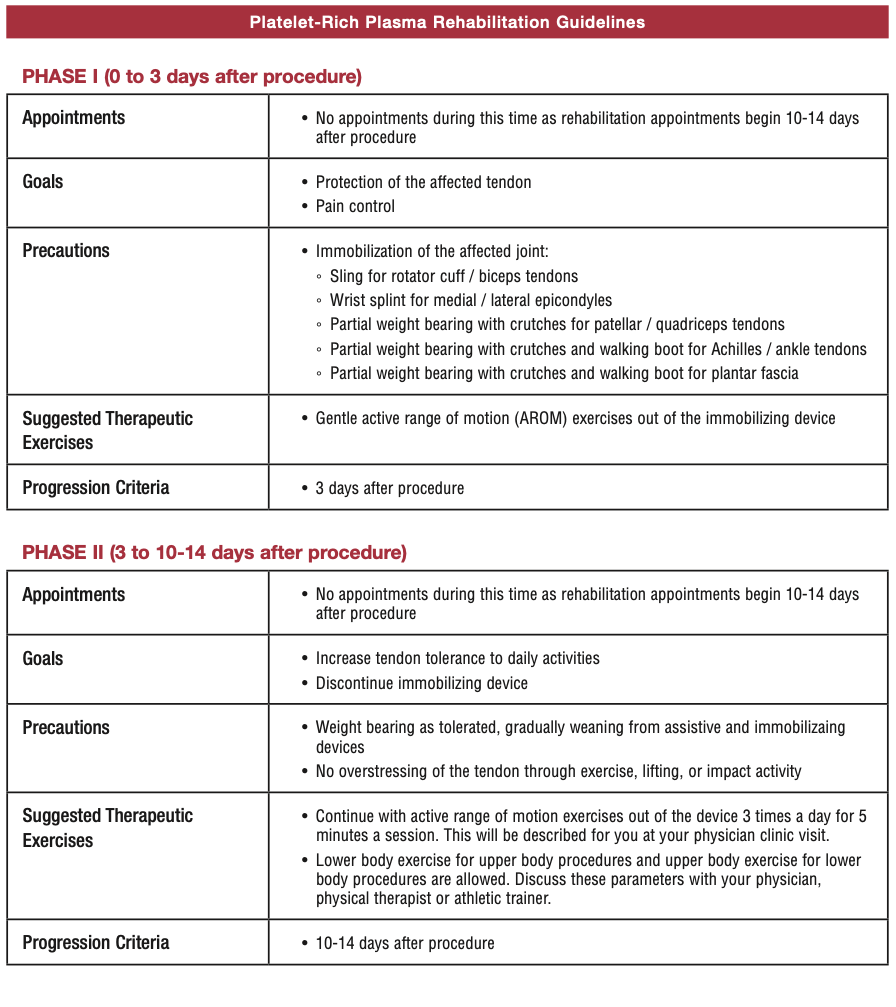 Platelet-Rich Plasma Rehabilitation Guidelines
PHASE I (0 to 3 days after procedure)
Appointments
• No appointments during this time as rehabilitation appointments begin 10-14 days
after procedure
Goals
• Protection of the affected tendon
• Pain control
Precautions
• Immobilization of the affected joint:
◦ Sling for rotator cuff / biceps tendons
◦ Wrist splint for medial / lateral epicondyles
◦ Partial weight bearing with crutches for patellar / quadriceps tendons
◦ Partial weight bearing with crutches and walking boot for Achilles / ankle tendons
◦ Partial weight bearing with crutches and walking boot for plantar fascia
Suggested Therapeutic
Exercises
• Gentle active range of motion (AROM) exercises out of the immobilizing device
Progression Criteria
• 3 days after procedure
PHASE II (3 to 10-14 days after procedure)
Appointments
• No appointments during this time as rehabilitation appointments begin 10-14 days
after procedure
Goals
• Increase tendon tolerance to daily activities
• Discontinue immobilizing device
Precautions
• Weight bearing as tolerated, gradually weaning from assistive and immobilizaing
devices
• No overstressing of the tendon through exercise, lifting, or impact activity
Suggested Therapeutic
Exercises
• Continue with active range of motion exercises out of the device 3 times a day for 5
minutes a session. This will be described for you at your physician clinic visit.
• Lower body exercise for upper body procedures and upper body exercise for lower
body procedures are allowed. Discuss these parameters with your physician,
physical therapist or athletic trainer.
Progression Criteria
• 10-14 days after procedure